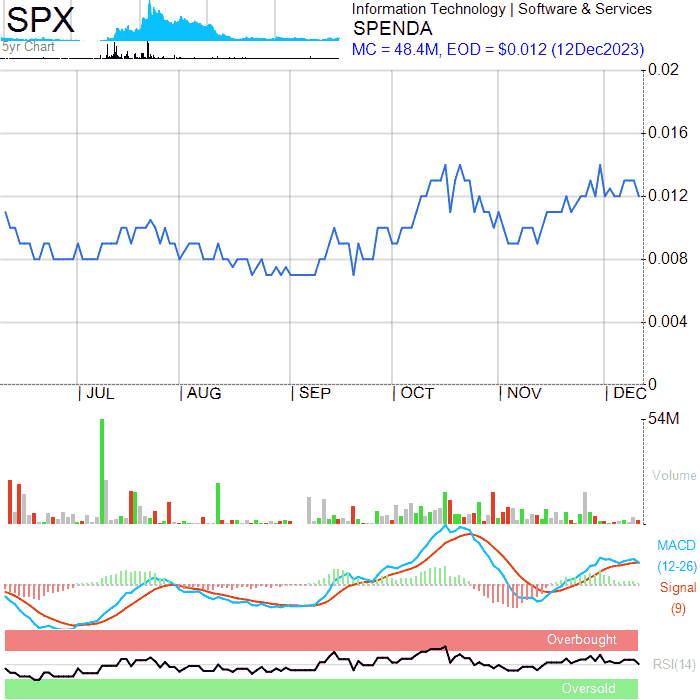 SPX
5yr Chart
Information Technology | Software & Services
SPENDA
MC = 48.4M, EOD = $0.012 (12Dec2023)
0.02
0.016
0.012
0.008
0.004
0
| JUL | AUG | SEP | OCT | NOV | DEC
54M
Volume
MACD
(12-26)
Signal
(9)
Overbought
RSI(14)
Oversold